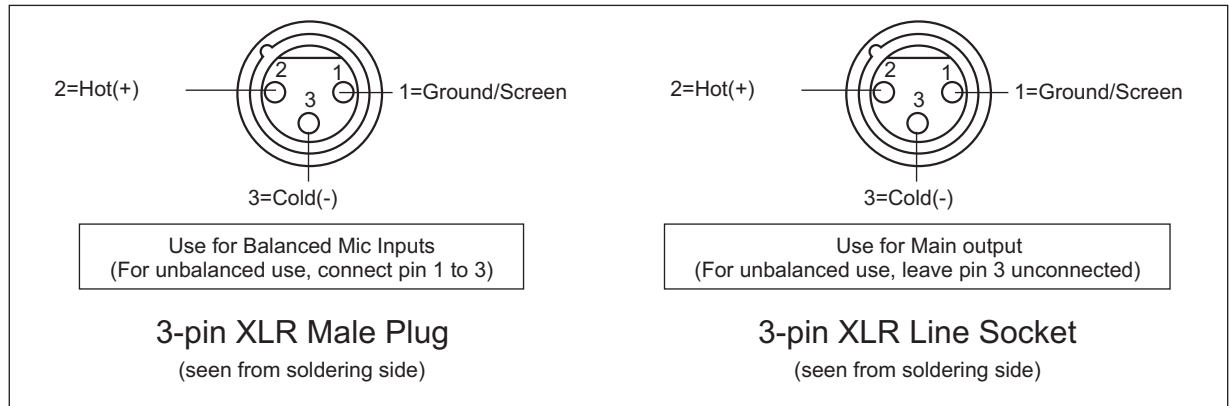 2
1
3
2=Hot(+)
1=Ground/Screen
3=Cold(-)
Use for Balanced Mic Inputs
(For unbalanced use, connect pin 1 to 3)
3-pin XLR Male Plug
(seen from soldering side)
2
1
3
2=Hot(+)
1=Ground/Screen
3=Cold(-)
Use for Main output
(For unbalanced use, leave pin 3 unconnected)
3-pin XLR Line Socket
(seen from soldering side)